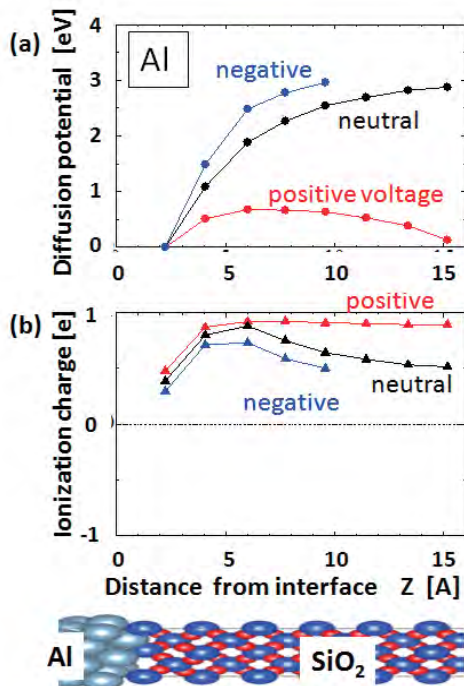 (a)
Diffusion potential [eV]
4
3
2
1
0
Al
negative
neutral
positive voltage
0 5 10 15
(b)
Ionization charge [e]
1
0
-1
positive
neutral
negative
0 5 10 15
Distance from interface Z [A]
Al
SiO₂